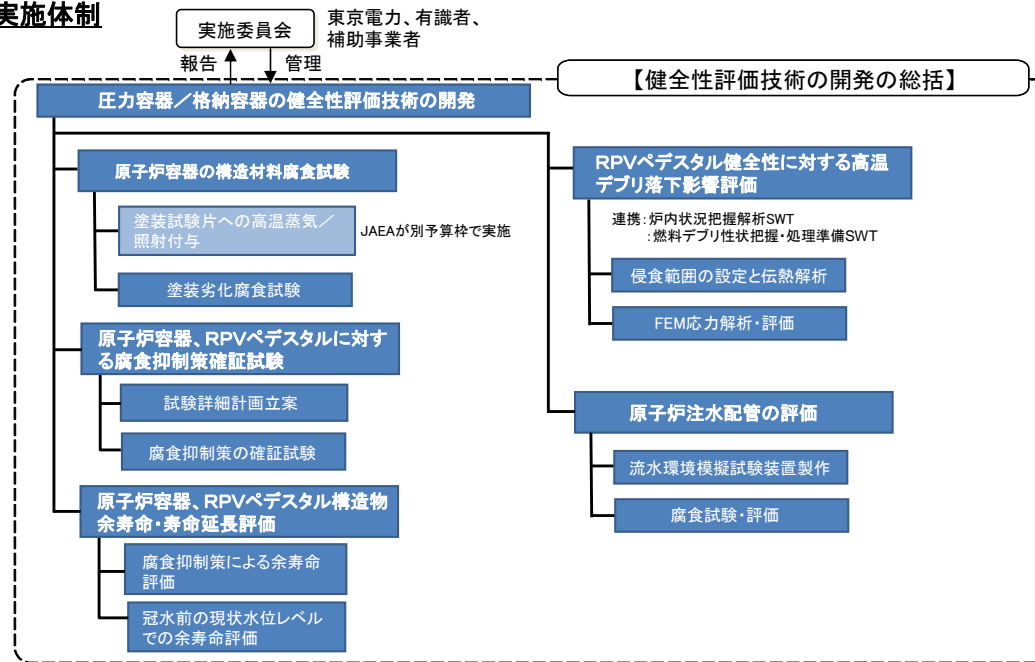 実施体制
実施委員会
東京電力、有識者、
補助事業者
報告
管理
【健全性評価技術の開発の総括】
圧力容器/格納容器の健全性評価技術の開発
原子炉容器の構造材料腐食試験
塗装試験片への高温蒸気/
照射付与
JAEAが別予算枠で実施
塗装劣化腐食試験
原子炉容器、RPVペデスタルに対す
る腐食抑制策確証試験
試験詳細計画立案
腐食抑制策の確証試験
原子炉容器、RPVペデスタル構造物
余寿命・寿命延長評価
腐食抑制策による余寿命
評価
冠水前の現状水位レベル
での余寿命評価
RPVペデスタル健全性に対する高温
デブリ落下影響評価
連携:炉内状況把握解析SWT
:燃料デブリ性状把握・処理準備SWT
侵食範囲の設定と伝熱解析
FEM応力解析・評価
原子炉注水配管の評価
流水環境模擬試験装置製作
腐食試験・評価